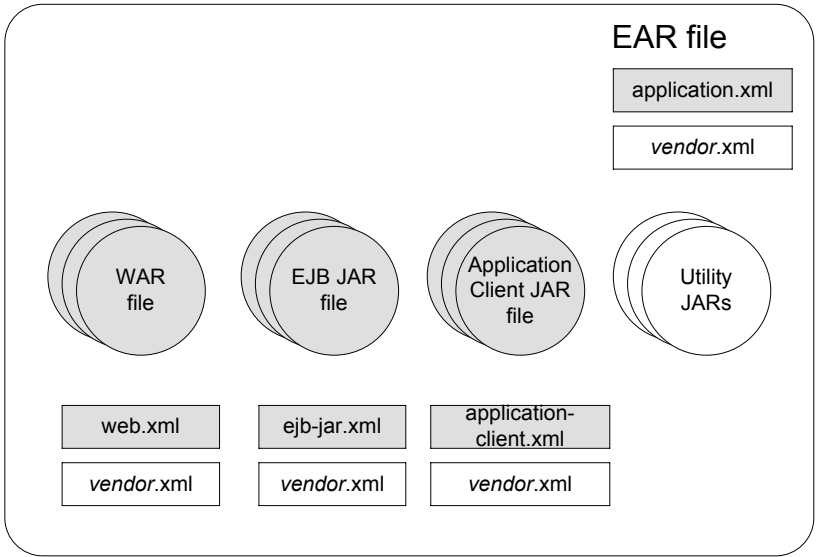 EAR file
application.xml
vendor.xml
WAR
file
EJB JAR
file
Application
Client JAR
file
Utility
JARs
web.xml
ejb-jar.xml
application-
client.xml
vendor.xml
vendor.xml
vendor.xml